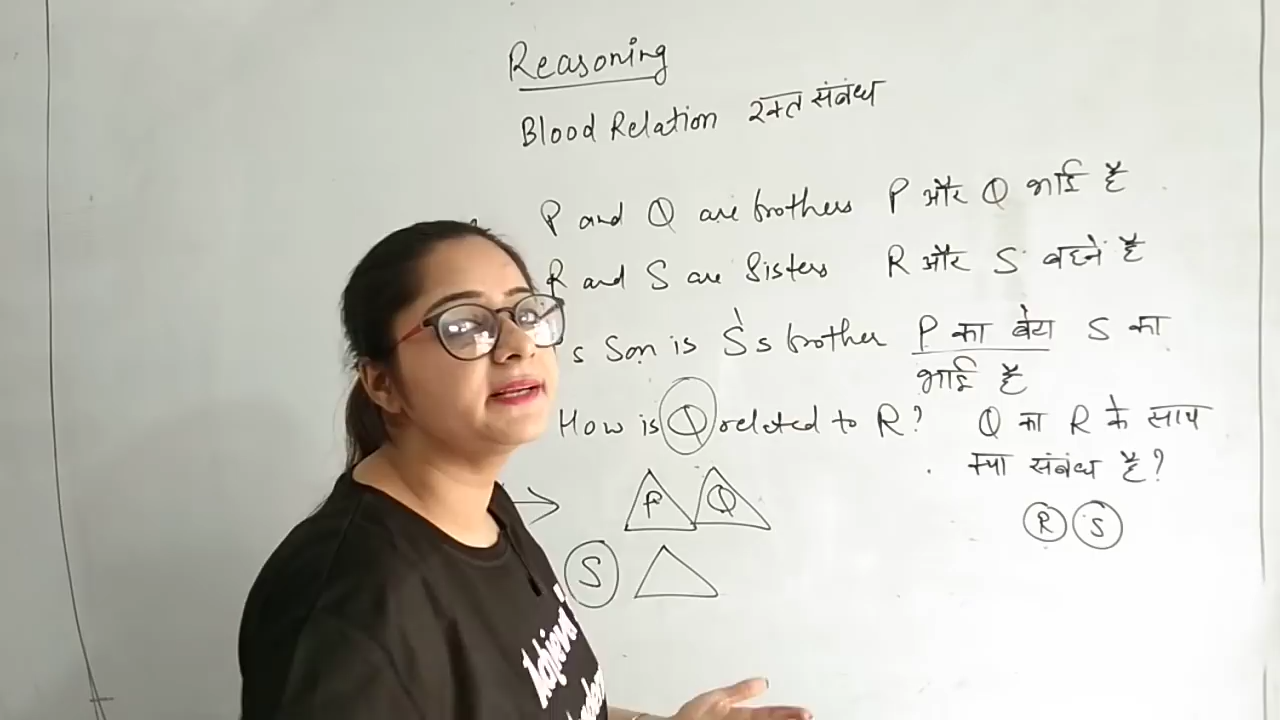 Reasoning
Blood Relation रक्त संबंध
P and Q are brothers P और Q भाई है
R and S are Sisters R और S बहने है
s Son is S's brother P का बेटा S का
भाई है
How is Q related to R? Q का R के साथ
क्या संबंध है?
P Q
R S
S